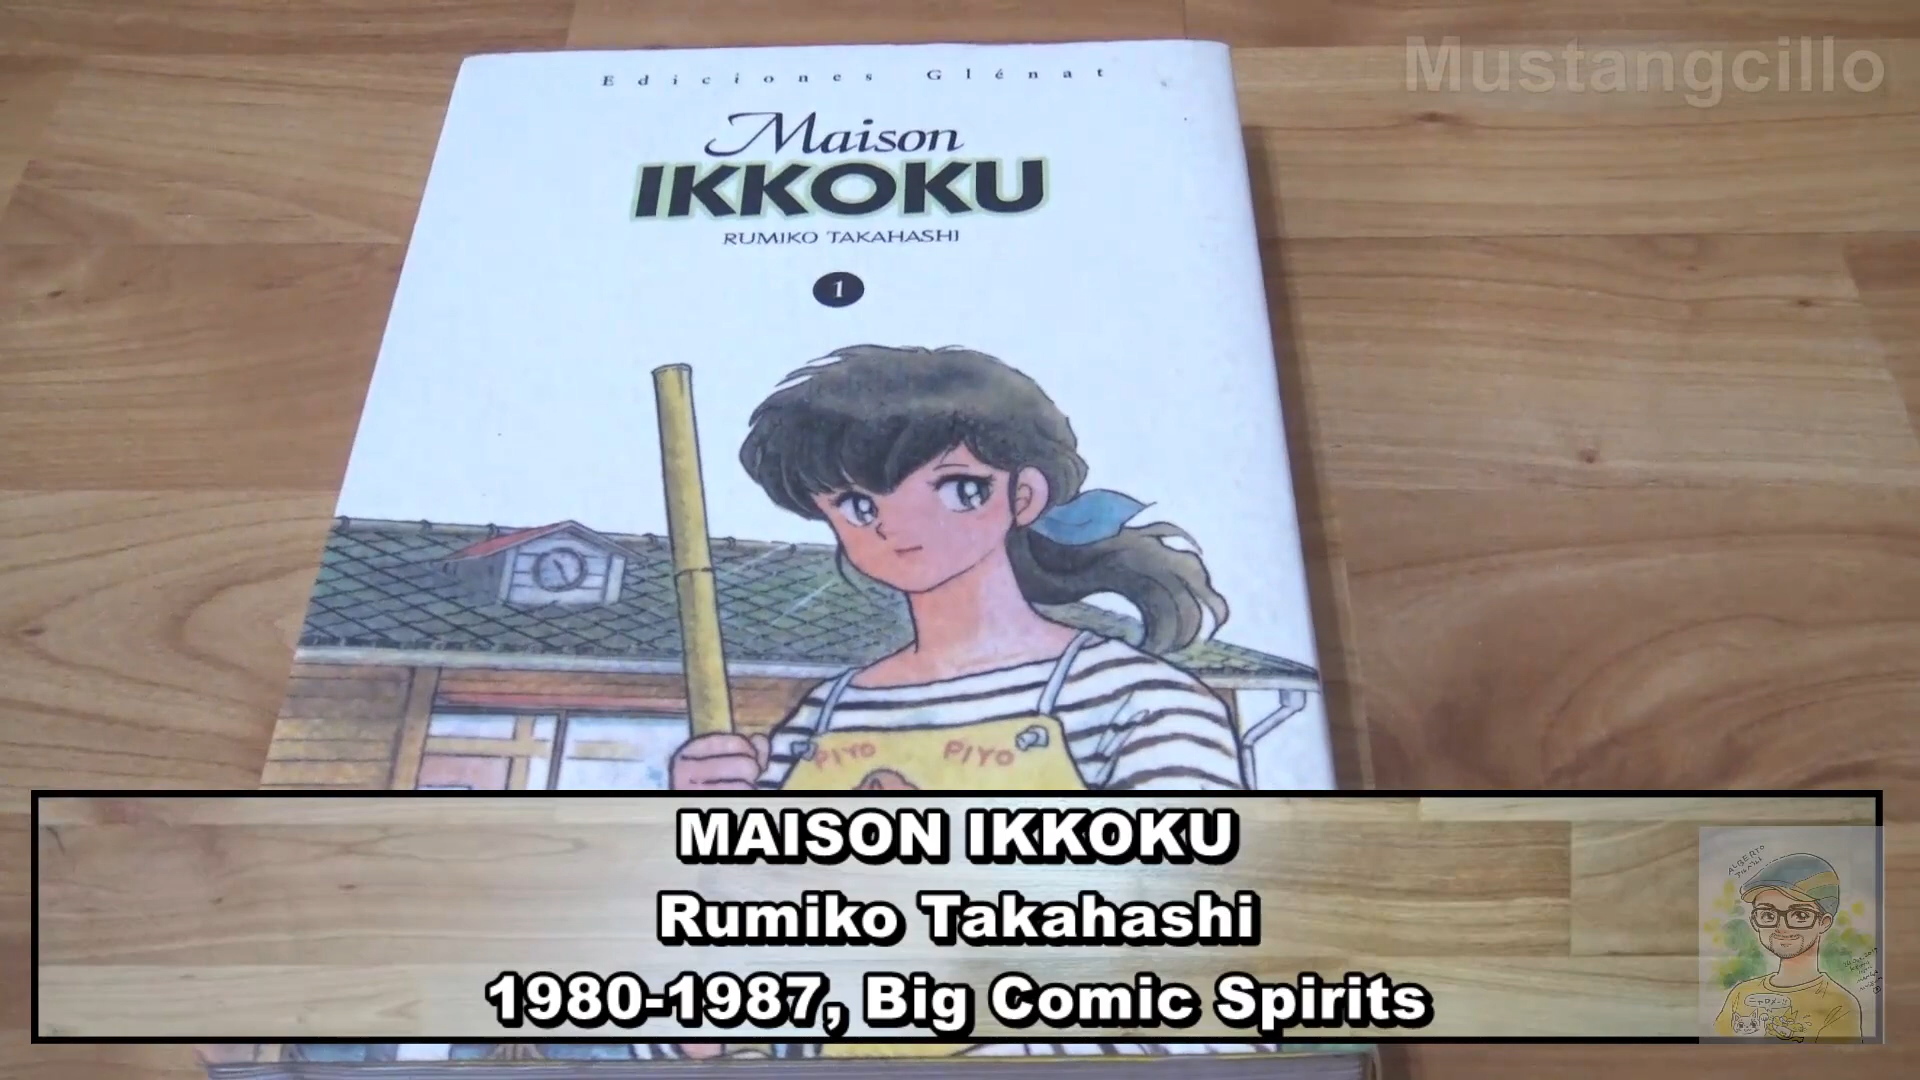 Mustangcillo
Ediciones Glénat
Maison
IKKOKU
RUMIKO TAKAHASHI
1
PIYO PIYO
MAISON IKKOKU
Rumiko Takahashi
1980-1987, Big Comic Spirits
ALBERTO